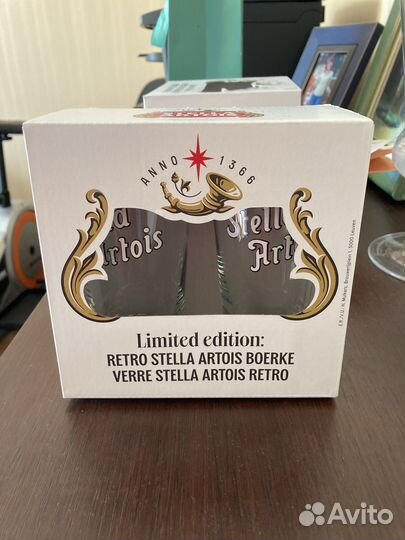 ANNO 1366
Stella
Artois
Stella
Artois
Limited edition:
RETRO STELLA ARTOIS BOERKE
VERRE STELLA ARTOIS RETRO
Avito